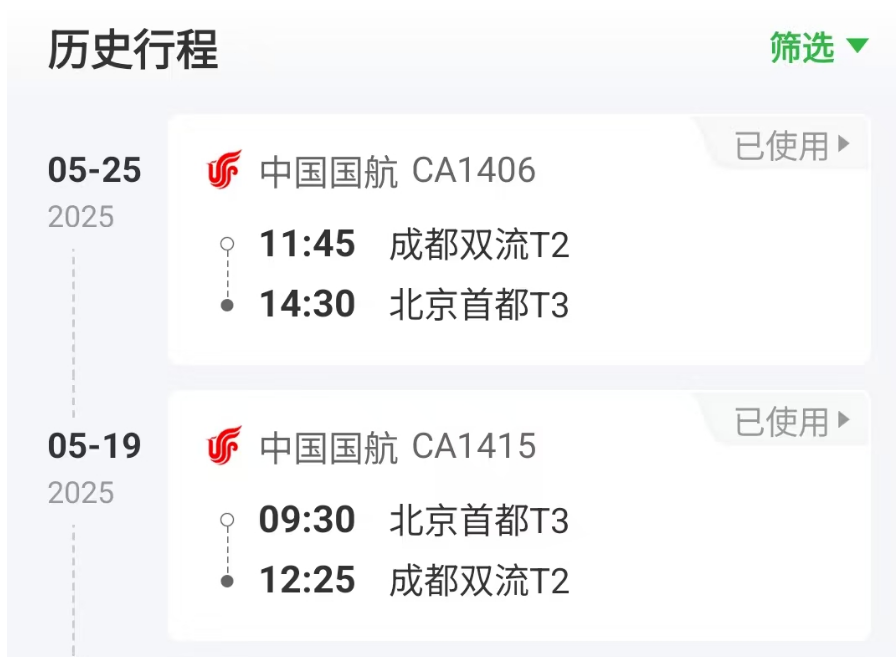 历史行程
筛选
05-25
2025
中国国航 CA1406
已使用
11:45 成都双流T2
14:30 北京首都T3
05-19
2025
中国国航 CA1415
已使用
09:30 北京首都T3
12:25 成都双流T2